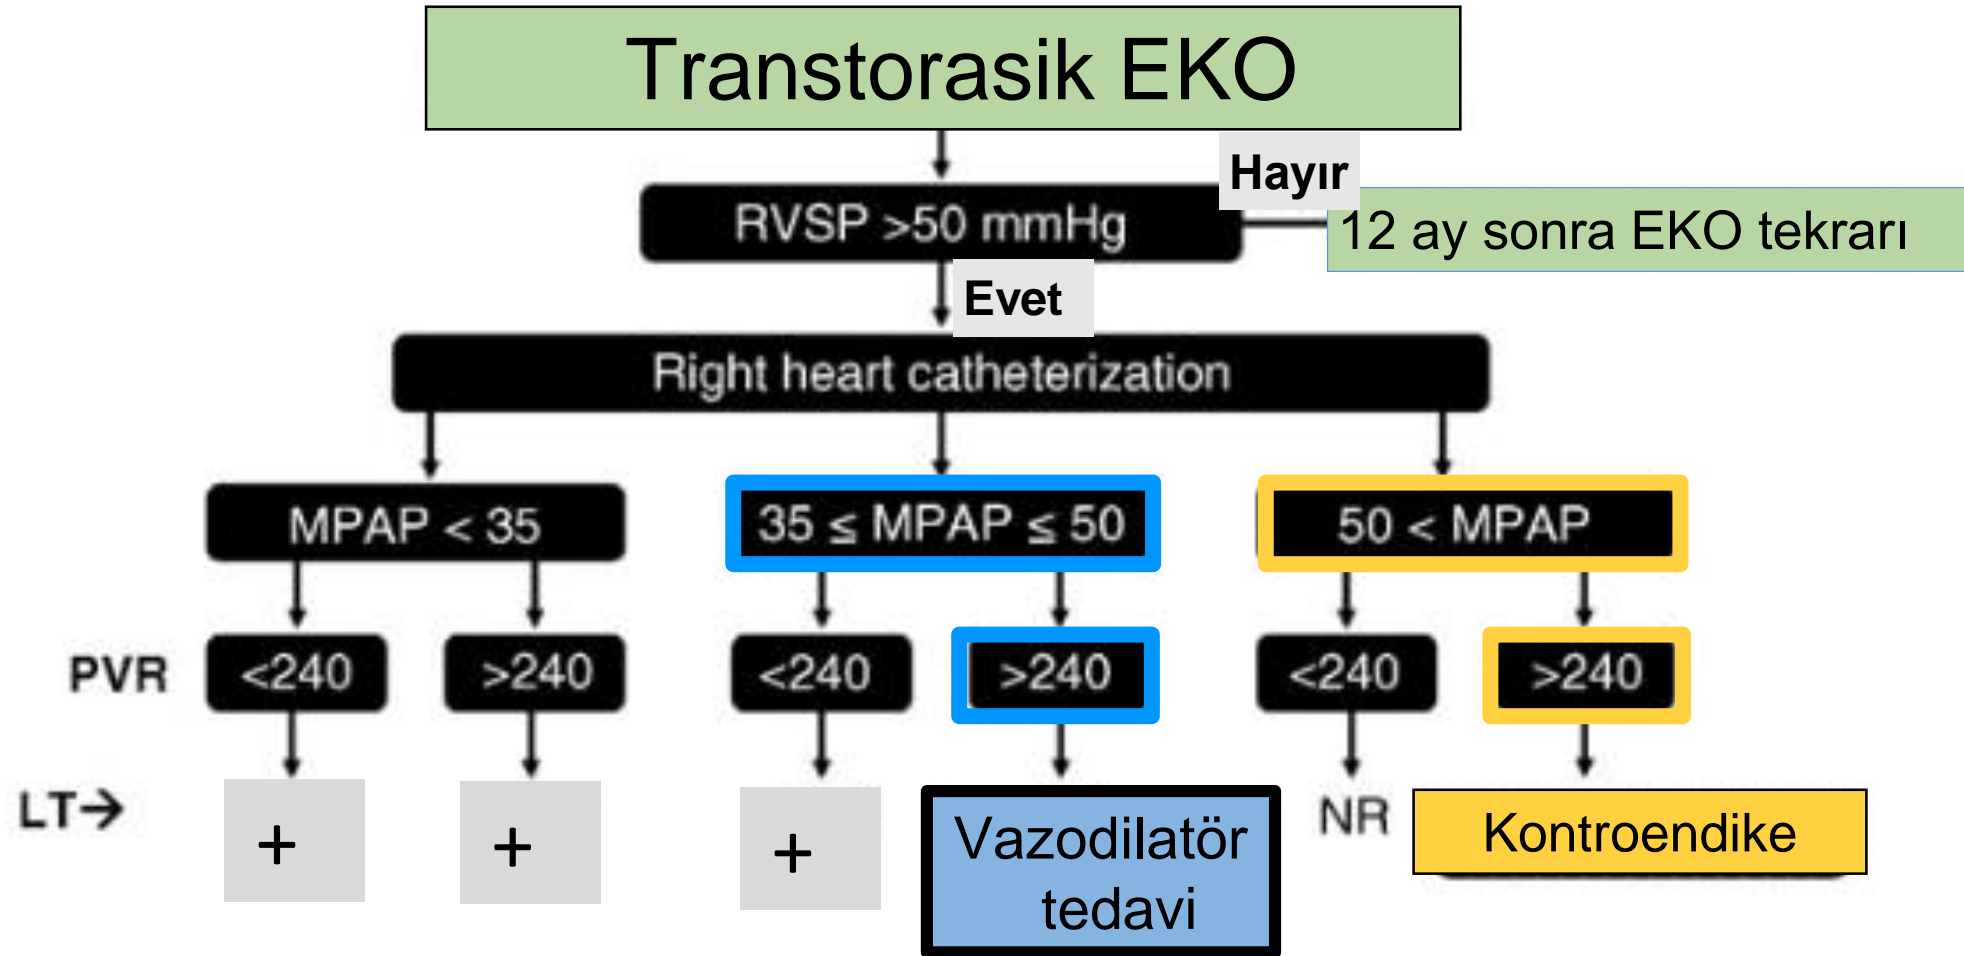 Transtorasik EKO
Hayır
RVSP >50 mmHg
12 ay sonra EKO tekrarı
Evet
Right heart catheterization
MPAP < 35
35 ≤ MPAP ≤ 50
50 < MPAP
PVR
<240
>240
<240
>240
<240
>240
LT→
+
+
+
Vazodilatör
tedavi
NR
Kontroendike